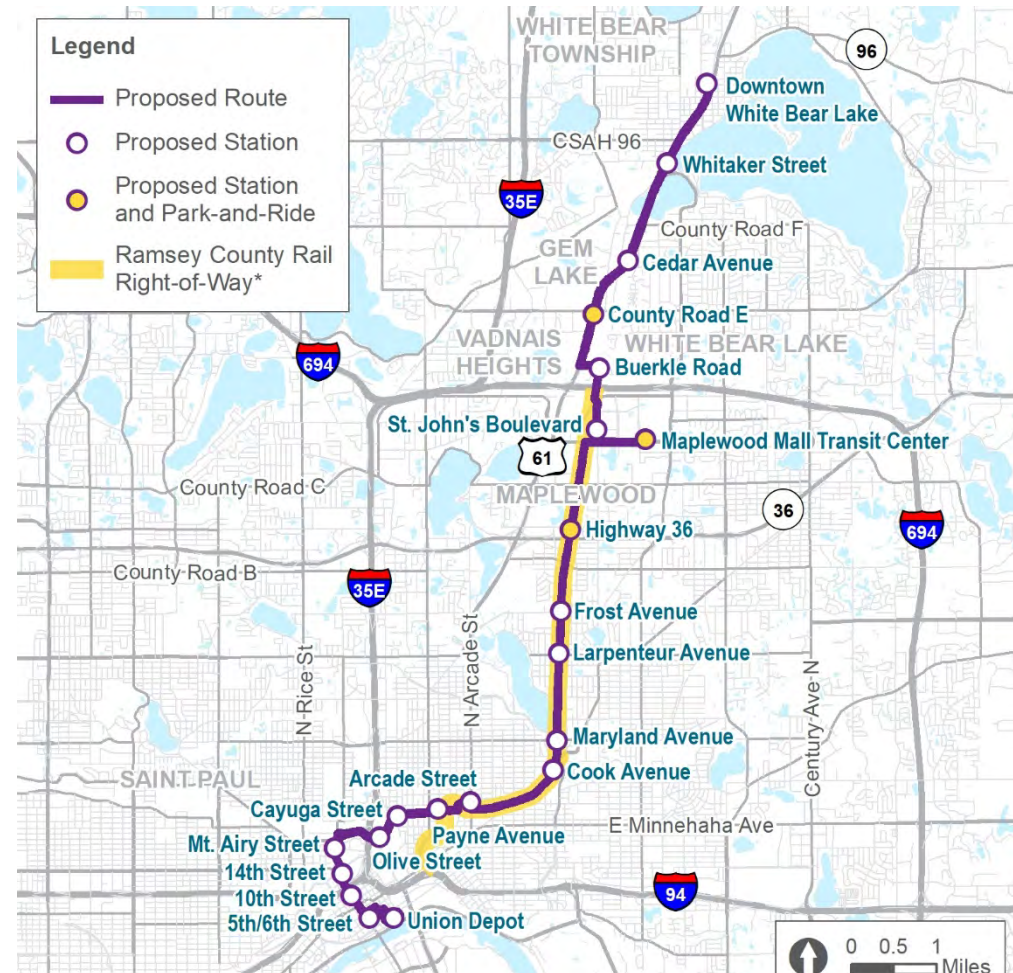 Legend
Proposed Route
Proposed Station
Proposed Station
and Park-and-Ride
Ramsey County Rail
Right-of-Way*
WHITE BEAR
TOWNSHIP
96
Downtown
White Bear Lake
CSAH 96
Whitaker Street
35E
County Road F
GEM
LAKE
Cedar Avenue
County Road E
VADNAIS
HEIGHTS
WHITE BEAR LAKE
694
Buerkle Road
St. John's Boulevard
Maplewood Mall Transit Center
61
County Road C
MAPLEWOOD
36
694
Highway 36
County Road B
35E
Frost Avenue
N Rice St
N Arcade St
Larpenteur Avenue
Century Ave N
Maryland Avenue
SAINT PAUL
Arcade Street
Cook Avenue
Cayuga Street
Payne Avenue
E Minnehaha Ave
Mt. Airy Street
Olive Street
14th Street
10th Street
94
5th/6th Street
Union Depot
0 0.5 1
Miles